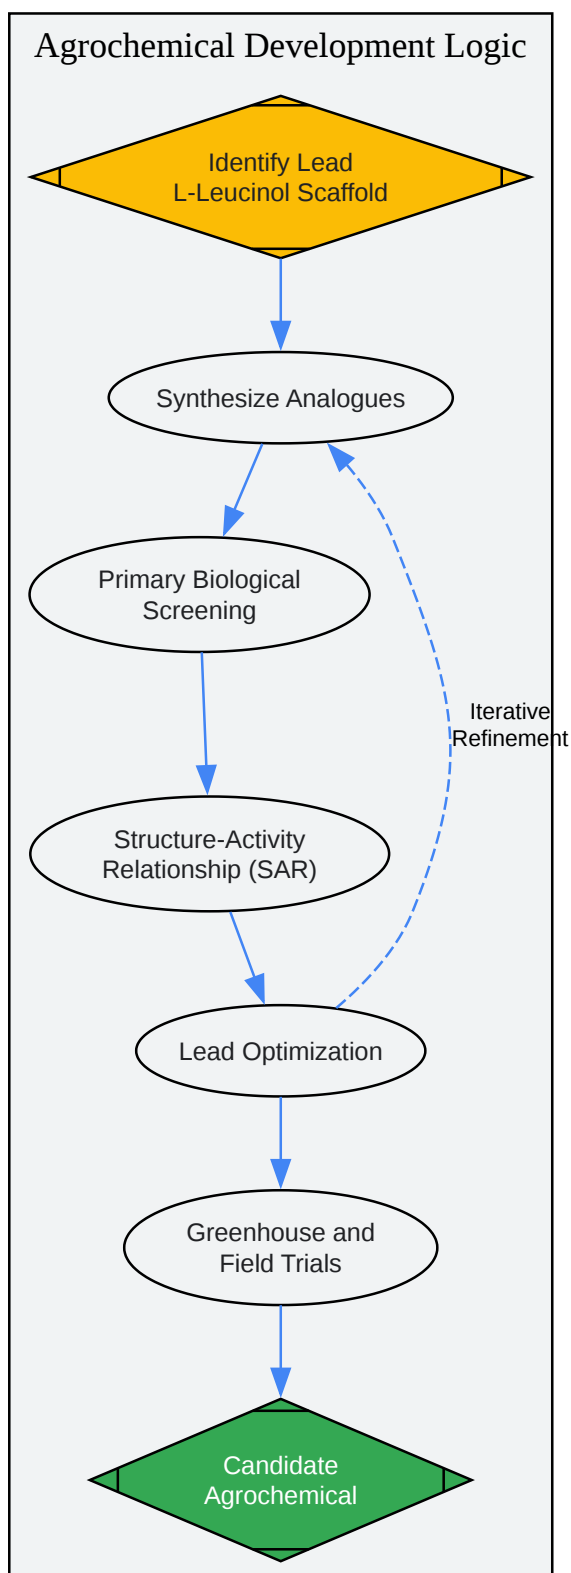 Agrochemical Development Logic
Identify Lead
L-Leucinol Scaffold
Synthesize Analogues
Primary Biological
Screening
Iterative
Refinement
Structure-Activity
Relationship (SAR)
Lead Optimization
Greenhouse and
Field Trials
Candidate
Agrochemical